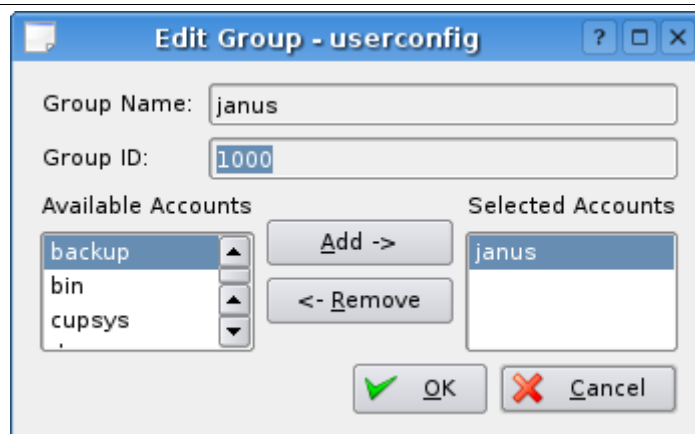 Edit Group - userconfig
?
Group Name: janus
Group ID: 1000
Available Accounts
Selected Accounts
backup
bin
cupsys
Add ->
<- Remove
janus
OK
Cancel